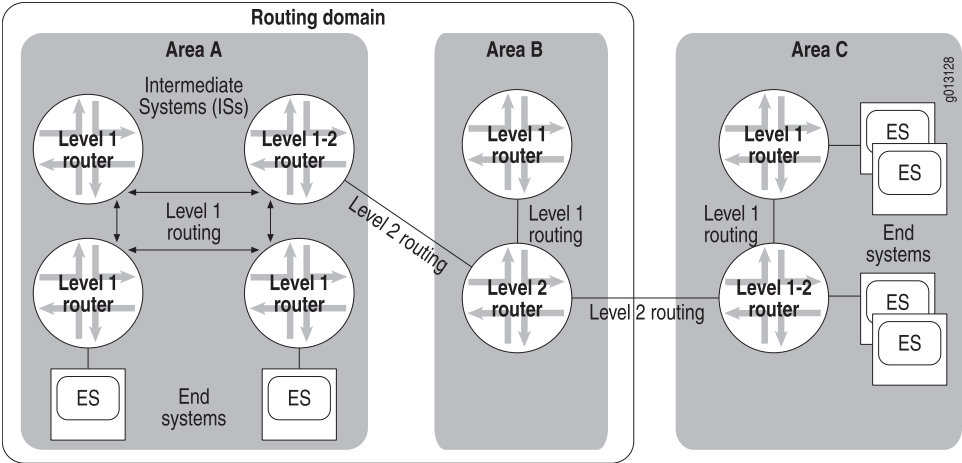 Routing domain
Area A
Intermediate
Systems (ISs)
Level 1
router
Level 1-2
router
Level 1
routing
Level 1
router
Level 1
router
ES
End
systems
ES
Level 2 routing
Area B
Level 1
router
Level 1
routing
Level 2
router
Level 2 routing
Area C
Level 1
router
ES
ES
Level 1
routing
End
systems
Level 1-2
router
ES
ES
g013128